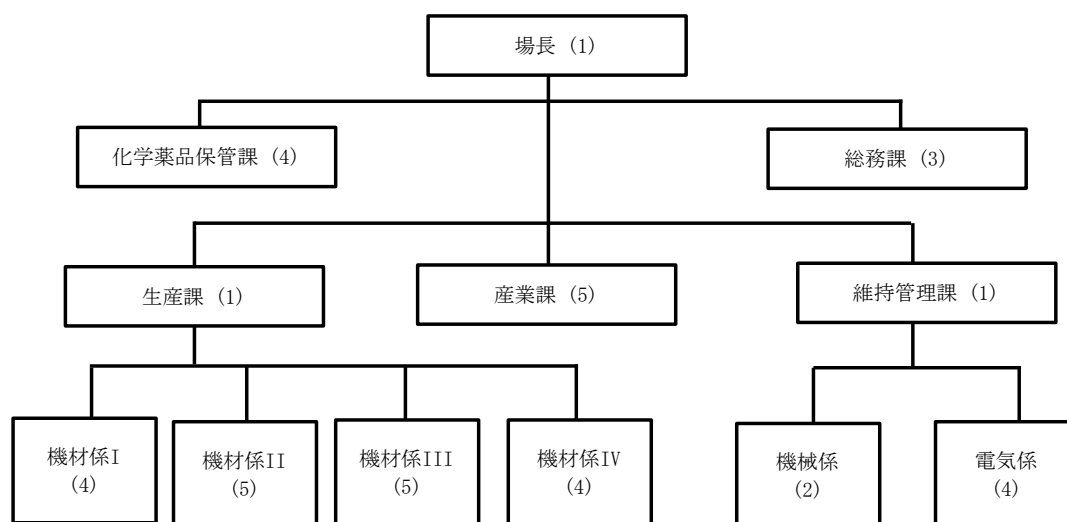 場長 (1)
化学薬品保管課 (4)
総務課 (3)
生産課 (1)
産業課 (5)
維持管理課 (1)
機材係I
(4)
機材係II
(5)
機材係III
(5)
機材係IV
(4)
機械係
(2)
電気係
(4)